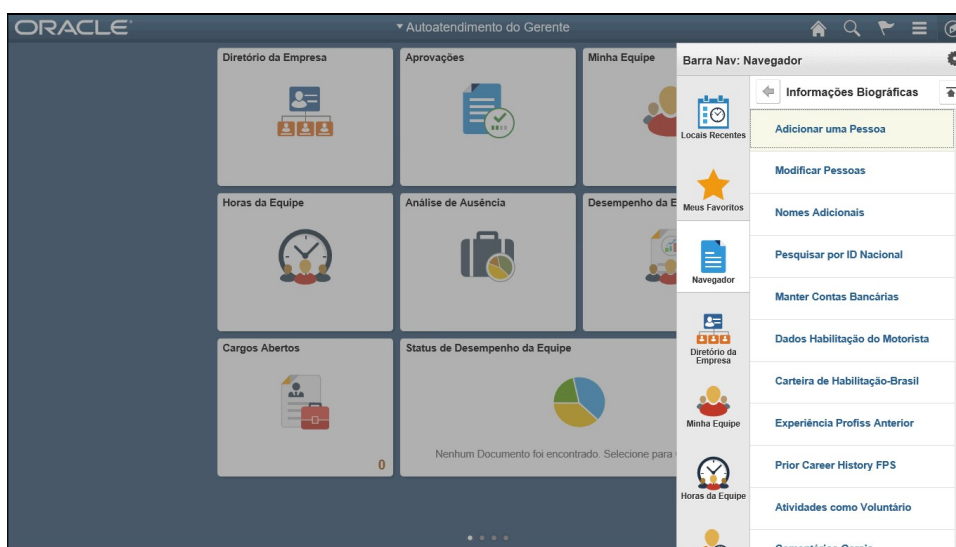 ORACLE
Autoatendimento do Gerente
Diretório da Empresa
Aprovações
Minha Equipe
Horas da Equipe
Análise de Ausência
Desempenho da E
Cargos Abertos
0
Status de Desempenho da Equipe
Nenhum Documento foi encontrado. Selecione para
Barra Nav: Navegador
Locais Recentes
Meus Favoritos
Navegador
Diretório da
Empresa
Minha Equipe
Horas da Equipe
Informações Biográficas
Adicionar uma Pessoa
Modificar Pessoas
Nomes Adicionais
Pesquisar por ID Nacional
Manter Contas Bancárias
Dados Habilitação do Motorista
Carteira de Habilitação-Brasil
Experiência Profiss Anterior
Prior Career History FPS
Atividades como Voluntário